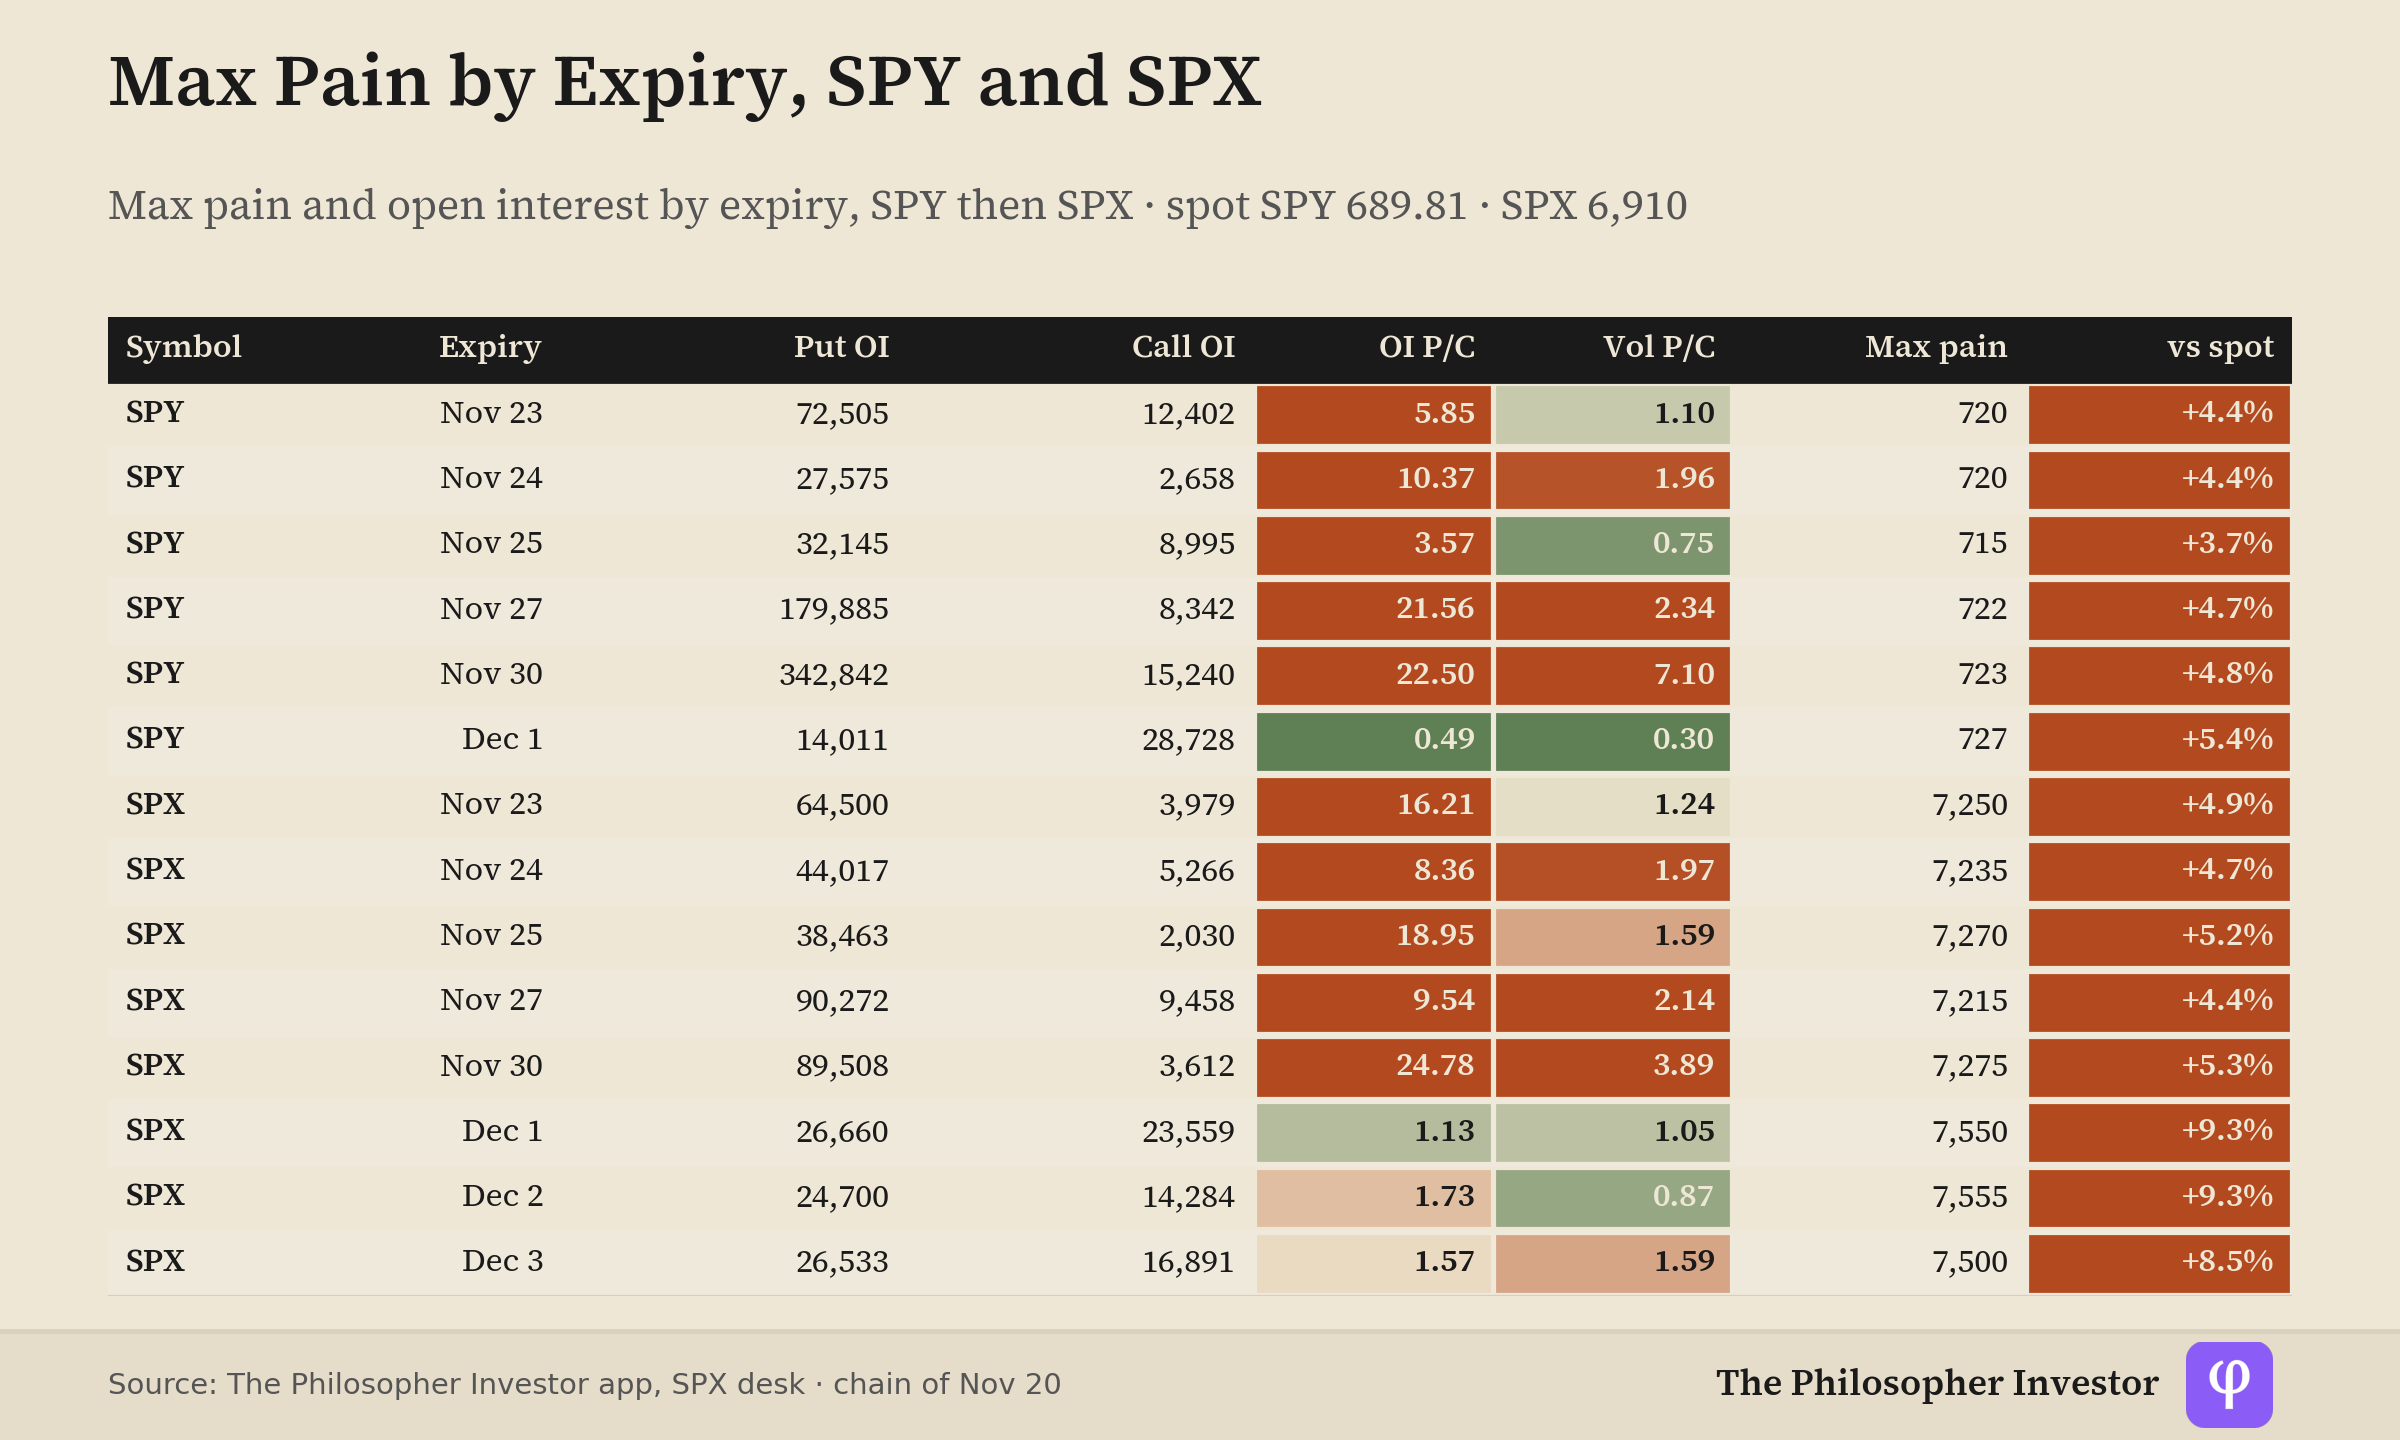 Max Pain by Expiry, SPY and SPX
Max pain and open interest by expiry, SPY then SPX · spot SPY 689.81 · SPX 6,910
Symbol Expiry Put OI Call OI OI P/C Vol P/C Max pain vs spot
SPY Nov 23 72,505 12,402 5.85 1.10 720 +4.4%
SPY Nov 24 27,575 2,658 10.37 1.96 720 +4.4%
SPY Nov 25 32,145 8,995 3.57 0.75 715 +3.7%
SPY Nov 27 179,885 8,342 21.56 2.34 722 +4.7%
SPY Nov 30 342,842 15,240 22.50 7.10 723 +4.8%
SPY Dec 1 14,011 28,728 0.49 0.30 727 +5.4%
SPX Nov 23 64,500 3,979 16.21 1.24 7,250 +4.9%
SPX Nov 24 44,017 5,266 8.36 1.97 7,235 +4.7%
SPX Nov 25 38,463 2,030 18.95 1.59 7,270 +5.2%
SPX Nov 27 90,272 9,458 9.54 2.14 7,215 +4.4%
SPX Nov 30 89,508 3,612 24.78 3.89 7,275 +5.3%
SPX Dec 1 26,660 23,559 1.13 1.05 7,550 +9.3%
SPX Dec 2 24,700 14,284 1.73 0.87 7,555 +9.3%
SPX Dec 3 26,533 16,891 1.57 1.59 7,500 +8.5%
Source: The Philosopher Investor app, SPX desk · chain of Nov 20
The Philosopher Investor φ